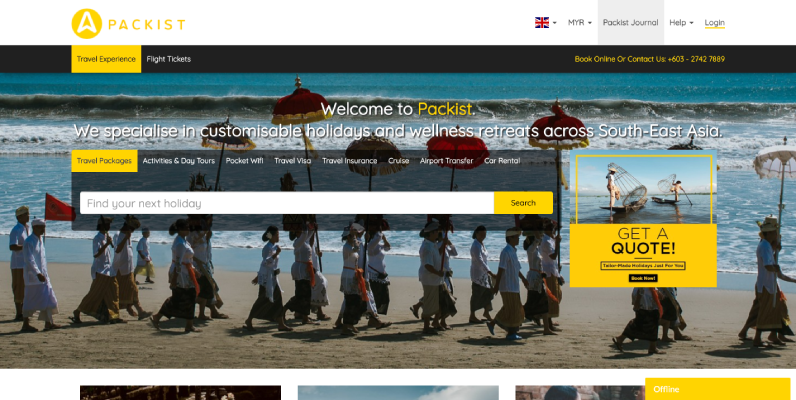 PACKIST
MYR
Packist Journal
Help
Login
Travel Experience
Flight Tickets
Book Online Or Contact Us: +603 - 2742 7889
Welcome to Packist.
We specialise in customisable holidays and wellness retreats across South-East Asia.
Travel Packages
Activities & Day Tours
Pocket Wifi
Travel Visa
Travel Insurance
Cruise
Airport Transfer
Car Rental
Find your next holiday
Search
GET A
QUOTE!
Tailor-Made Holidays Just For You
Book Now!
Offline